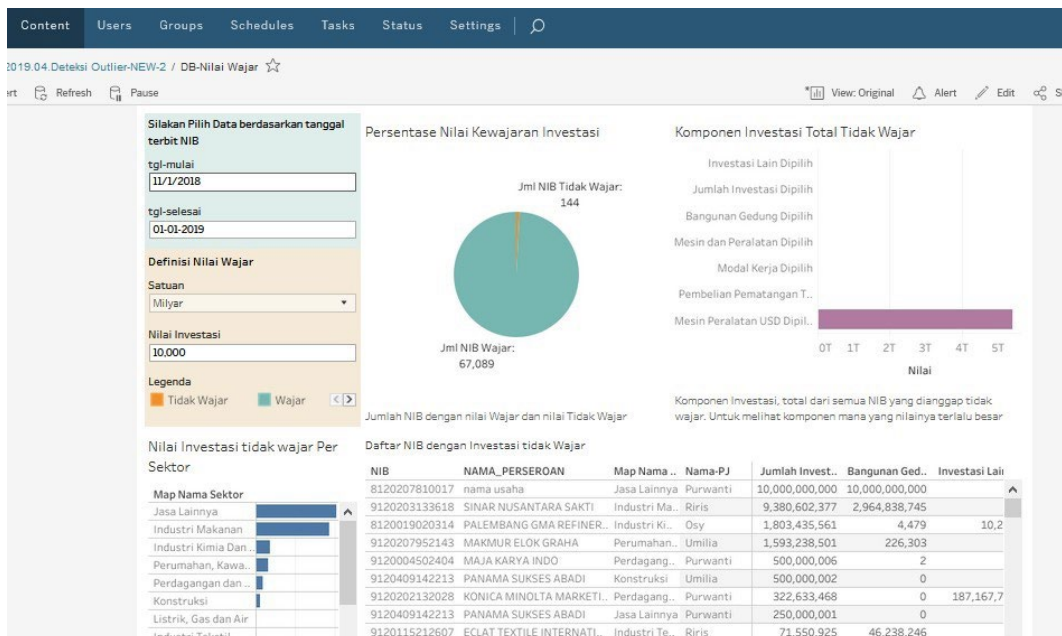 Content Users Groups Schedules Tasks Status Settings
2019.04.Deteksi Outlier-NEW-2 / DB-Nilai Wajar
ert Refresh Pause View: Original Alert Edit S
Silakan Pilih Data berdasarkan tanggal
terbit NIB
tgl-mulai
11/1/2018
tgl-selesai
01-01-2019
Definisi Nilai Wajar
Satuan
Milyar
Nilai Investasi
10,000
Legenda
Tidak Wajar Wajar
Persentase Nilai Kewajaran Investasi
Jml NIB Tidak Wajar:
144
Jml NIB Wajar:
67,089
Jumlah NIB dengan nilai Wajar dan nilai Tidak Wajar
Komponen Investasi Total Tidak Wajar
Investasi Lain Dipilih
Jumlah Investasi Dipilih
Bangunan Gedung Dipilih
Mesin dan Peralatan Dipilih
Modal Kerja Dipilih
Pembelian Pematangan T..
Mesin Peralatan USD Dipil..
0T 1T 2T 3T 4T 5T
Nilai
Komponen Investasi, total dari semua NIB yang dianggap tidak
wajar. Untuk melihat komponen mana yang nilainya terlalu besar
Nilai Investasi tidak wajar Per
Sektor
Map Nama Sektor
Jasa Lainnya
Industri Makanan
Industri Kimia Dan ..
Perumahan, Kawa..
Perdagangan dan ..
Konstruksi
Listrik, Gas dan Air
Industri Tekstil
Daftar NIB dengan Investasi tidak Wajar
NIB NAMA_PERSEROAN Map Nama .. Nama-PJ Jumlah Invest.. Bangunan Ged.. Investasi Lain
8120207810017 nama usaha Jasa Lainnya Purwanti 10,000,000,000 10,000,000,000
9120203133618 SINAR NUSANTARA SAKTI Industri Ma.. Riris 9,380,602,377 2,964,838,745
8120019020314 PALEMBANG GMA REFINER.. Industri Ki.. Osy 1,803,435,561 4,479 10,2
9120207952143 MAKMUR ELOK GRAHA Perumahan.. Umilia 1,593,238,501 226,303
9120004502404 MAJA KARYA INDO Perdagang.. Purwanti 500,000,006 2
9120409142213 PANAMA SUKSES ABADI Konstruksi Umilia 500,000,002 0
9120202132028 KONICA MINOLTA MARKETI.. Perdagang.. Purwanti 322,633,468 0 187,167,7
9120409142213 PANAMA SUKSES ABADI Jasa Lainnya Purwanti 250,000,001 0
9120115212607 ECLAT TEXTILE INTERNATI.. Industri Te.. Riris 71,550,925 46,238,246